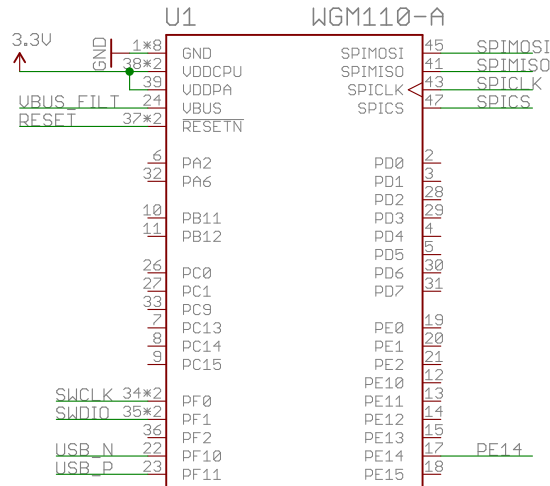 U1 WGM110-A
3.3V
GND 1*8 GND SPIMOSI 45 SPIMOSI
38*2 VDDCPU SPIMISO 41 SPIMISO
39 VDDPA SPICLK 43 SPICLK
VBUS_FILT 24 VBUS SPICS 47 SPICS
RESET 37*2 RESETN
6 PA2 PD0 2
32 PA6 PD1 3
PD2 28
10 PB11 PD3 29
11 PB12 PD4 4
PD5 5
26 PC0 PD6 30
27 PC1 PD7 31
33 PC9
7 PC13 PE0 19
8 PC14 PE1 20
9 PC15 PE2 21
PE10 12
SWCLK 34*2 PF0 PE11 13
SWDIO 35*2 PF1 PE12 14
36 PF2 PE13 15
USB_N 22 PF10 PE14 17 PE14
USB_P 23 PF11 PE15 18